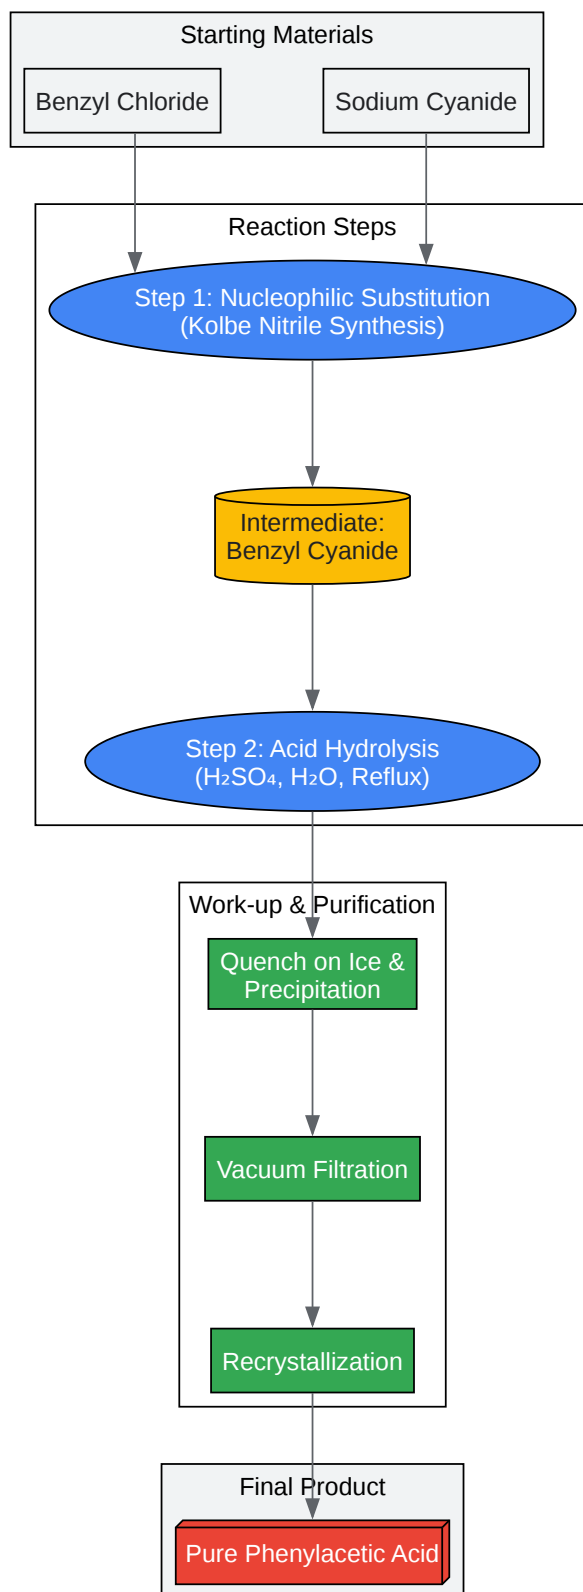 Starting Materials
Benzyl Chloride
Sodium Cyanide
Reaction Steps
Step 1: Nucleophilic Substitution
(Kolbe Nitrile Synthesis)
Intermediate:
Benzyl Cyanide
Step 2: Acid Hydrolysis
(H₂SO₄, H₂O, Reflux)
Work-up & Purification
Quench on Ice &
Precipitation
Vacuum Filtration
Recrystallization
Final Product
Pure Phenylacetic Acid